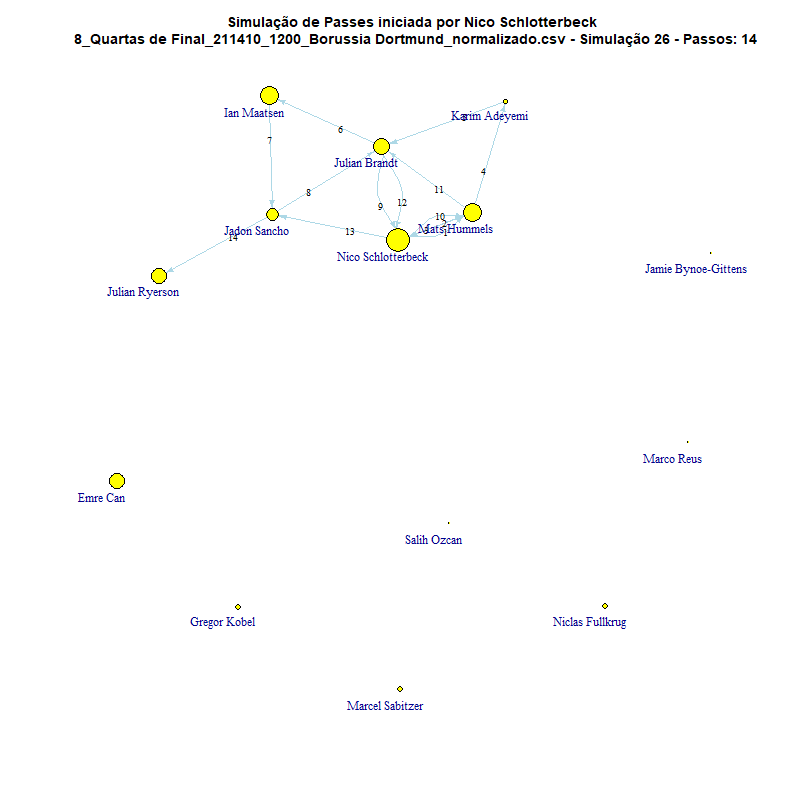 Simulação de Passes iniciada por Nico Schlotterbeck
8_Quartas de Final_211410_1200_Borussia Dortmund_normalizado.csv - Simulação 26 - Passos: 14
Ian Maatsen
Karim Adeyemi
6
7
Julian Brandt
4
8
11
9
12
10
Jadon Sancho
13
Mats Hummels
2
1
14
Nico Schlotterbeck
Jamie Bynoe-Gittens
Julian Ryerson
Marco Reus
Emre Can
Salih Ozcan
Gregor Kobel
Niclas Fullkrug
Marcel Sabitzer